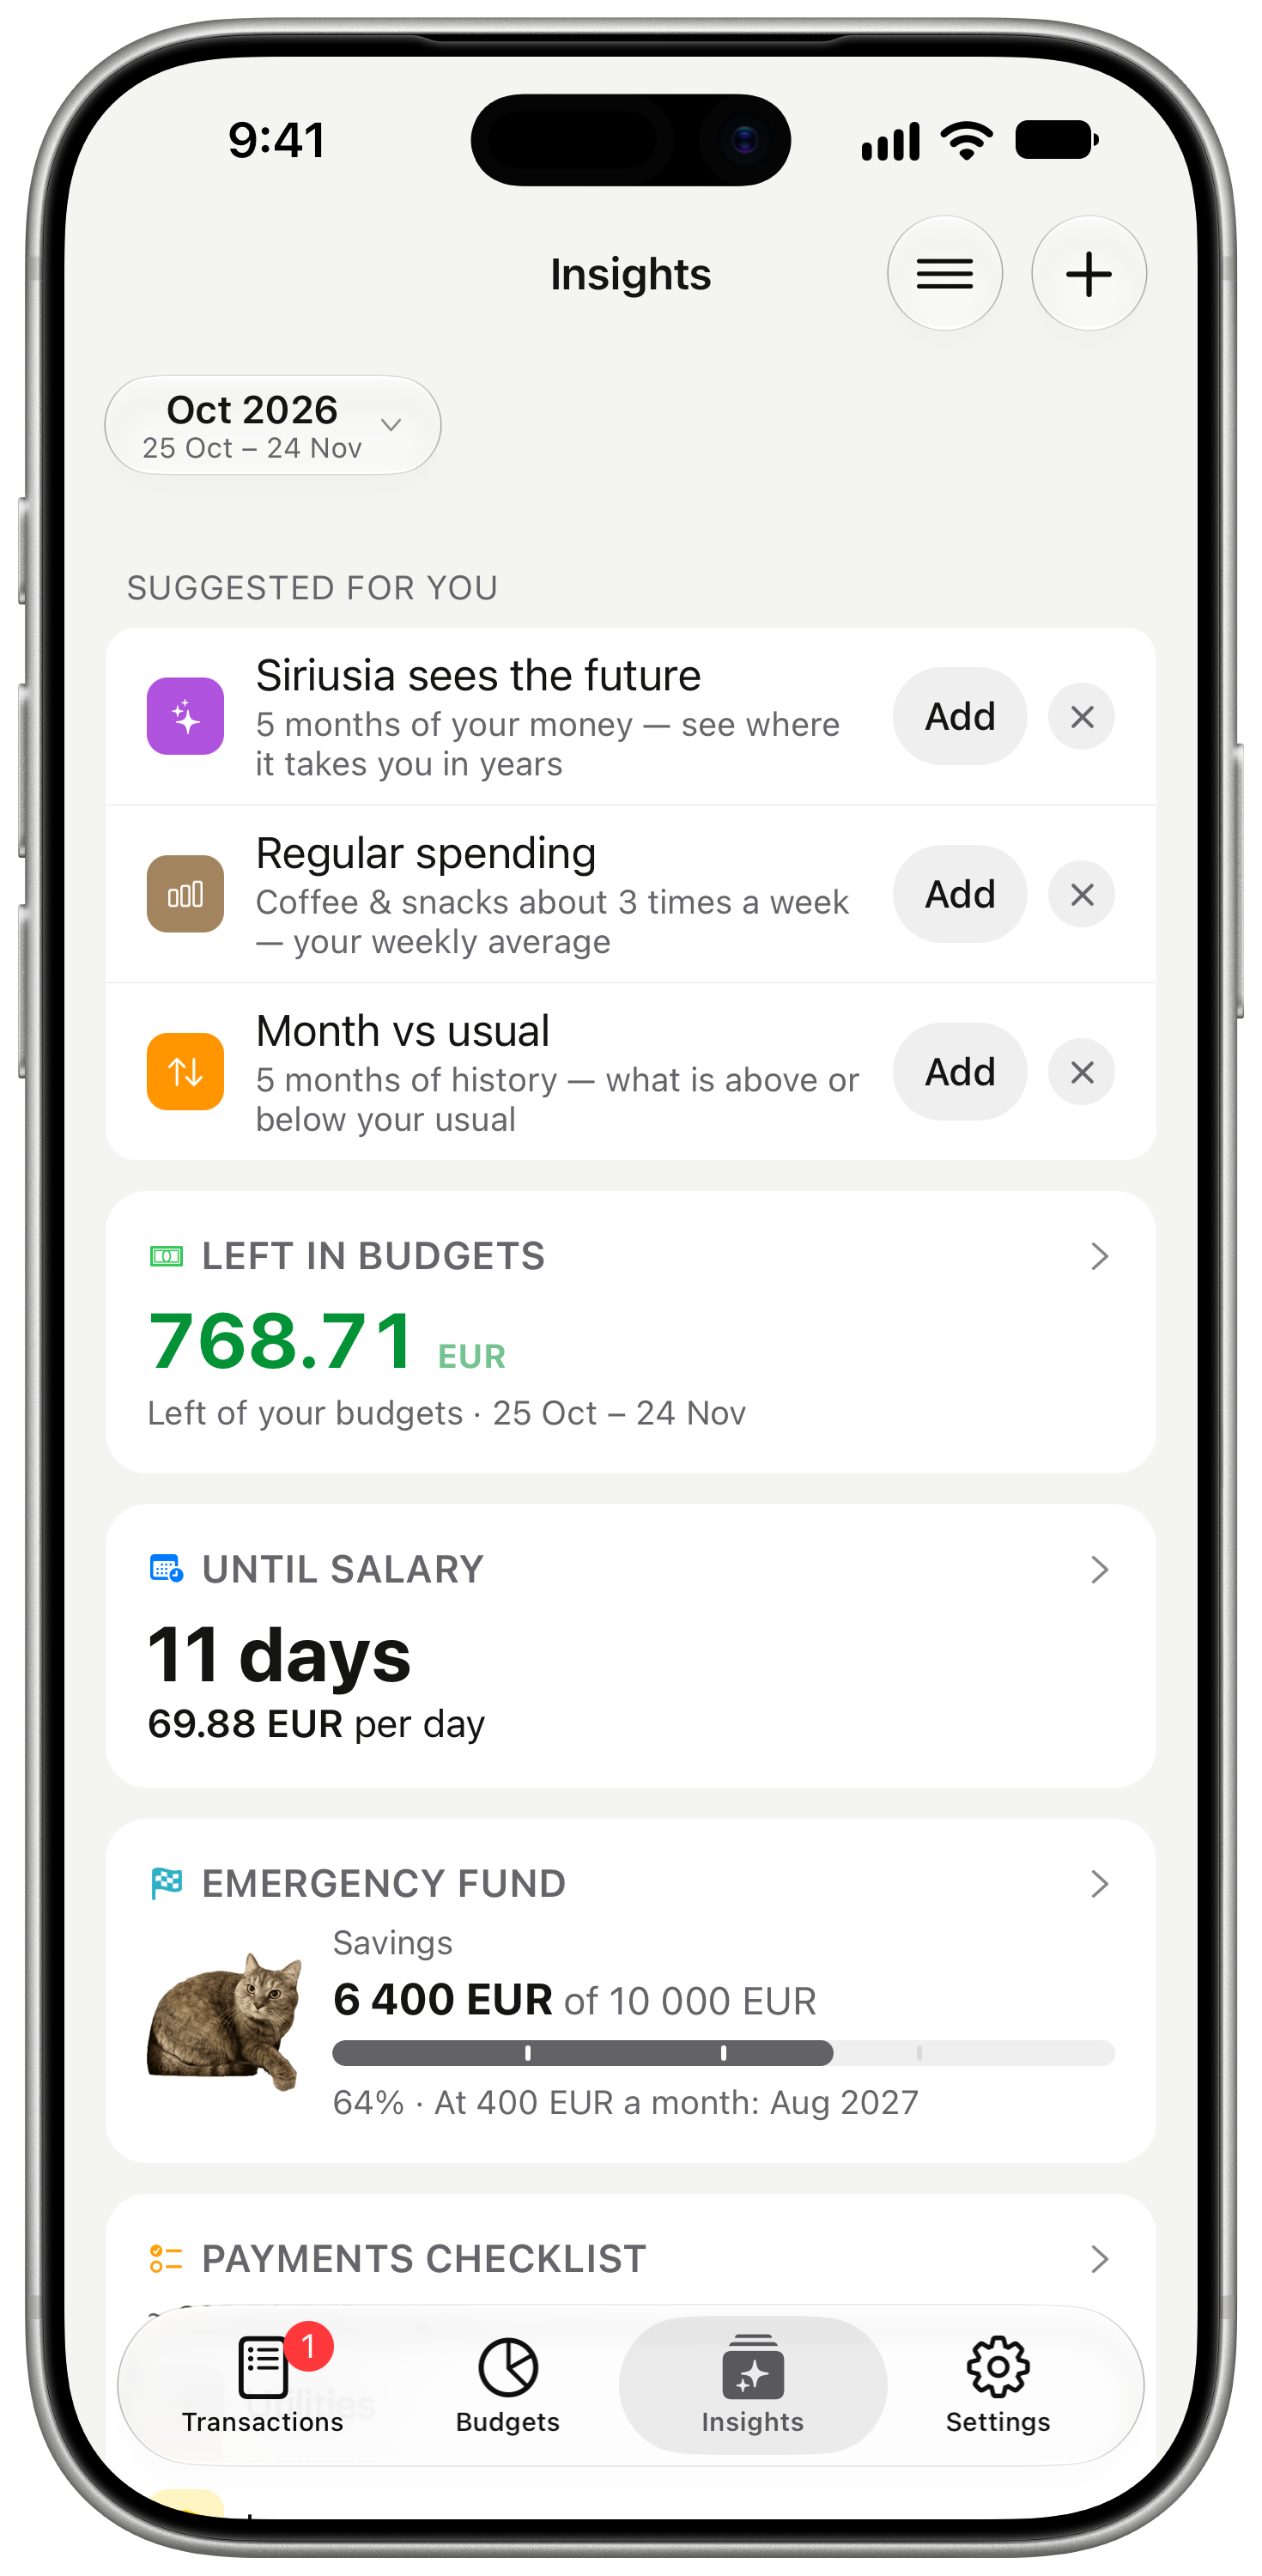 9:41
Insights
Oct 2026
25 Oct – 24 Nov
SUGGESTED FOR YOU
Siriusia sees the future
5 months of your money — see where
it takes you in years
Add
Regular spending
Coffee & snacks about 3 times a week
— your weekly average
Add
Month vs usual
5 months of history — what is above or
below your usual
Add
LEFT IN BUDGETS
768.71 EUR
Left of your budgets · 25 Oct – 24 Nov
UNTIL SALARY
11 days
69.88 EUR per day
EMERGENCY FUND
Savings
6 400 EUR of 10 000 EUR
64% · At 400 EUR a month: Aug 2027
PAYMENTS CHECKLIST
1
Transactions
Budgets
Insights
Settings